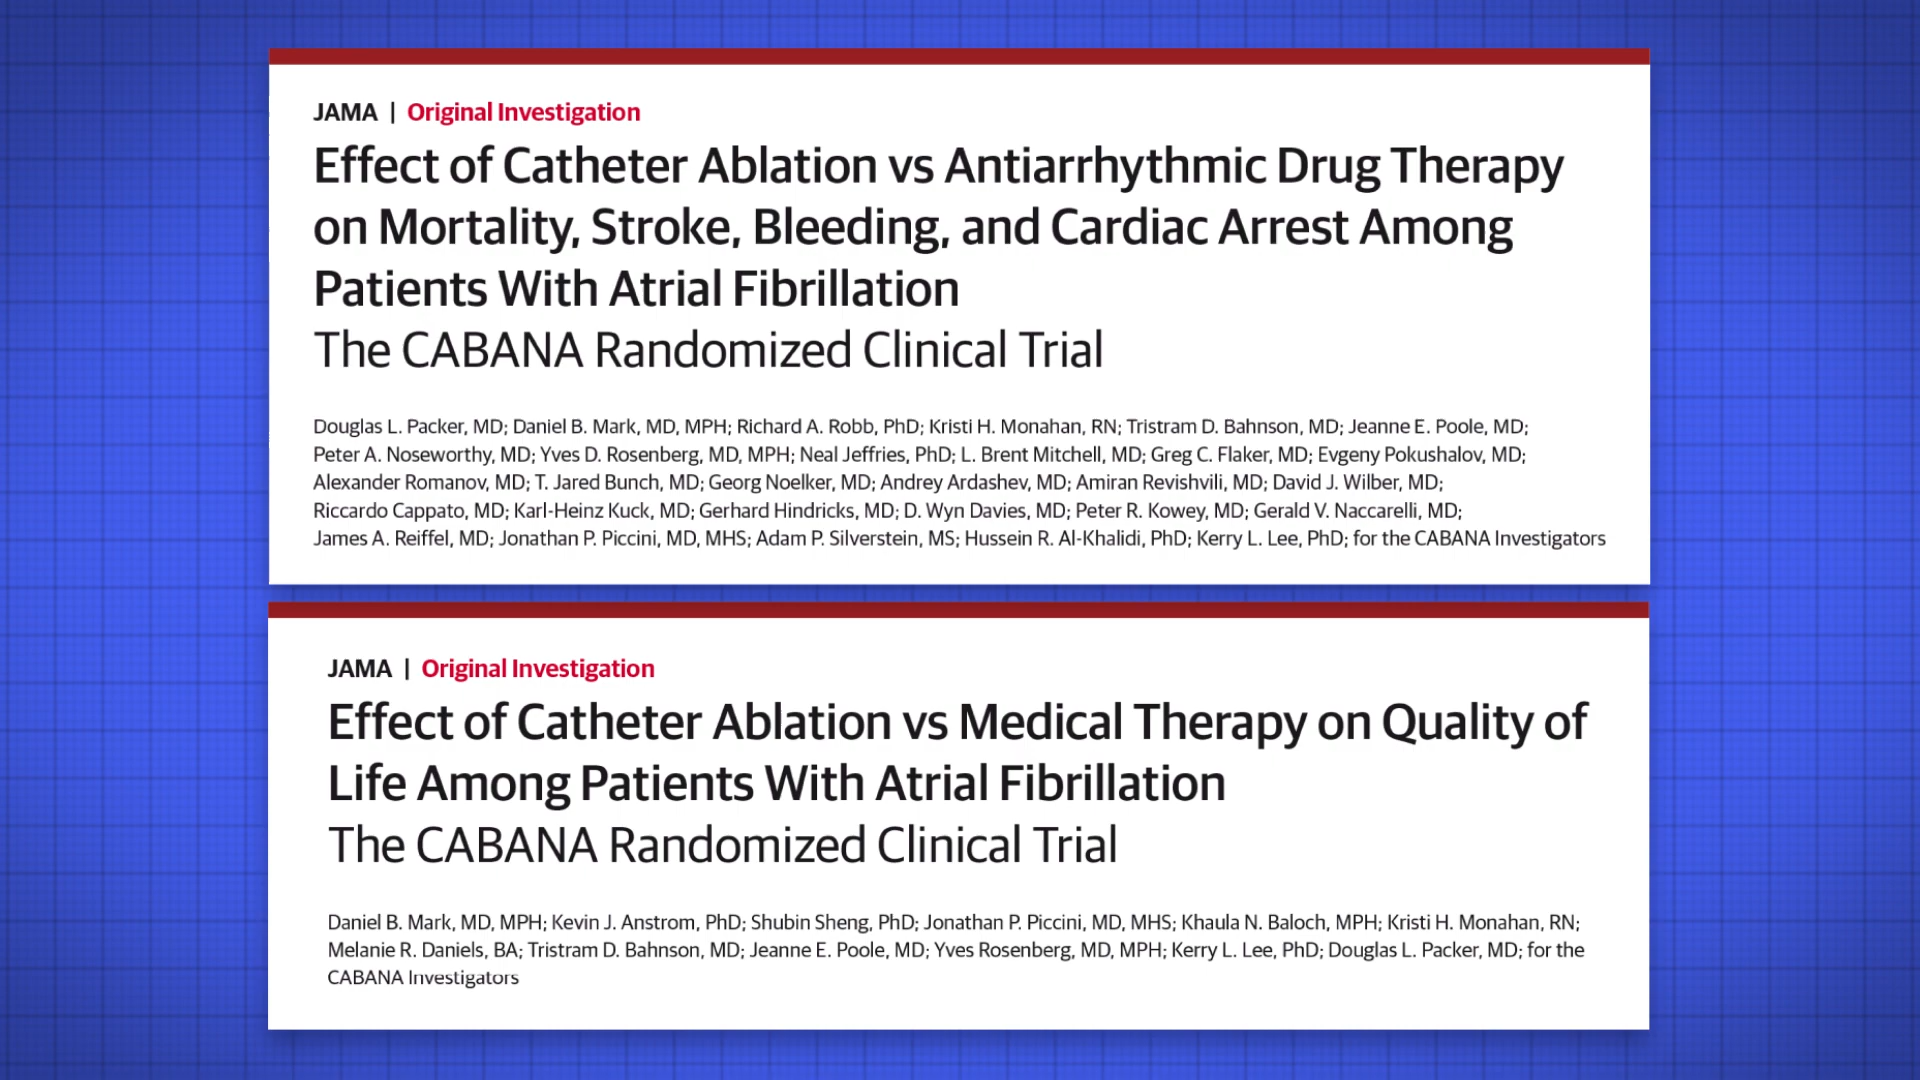 JAMA | Original Investigation
Effect of Catheter Ablation vs Antiarrhythmic Drug Therapy
on Mortality, Stroke, Bleeding, and Cardiac Arrest Among
Patients With Atrial Fibrillation
The CABANA Randomized Clinical Trial
Douglas L. Packer, MD; Daniel B. Mark, MD, MPH; Richard A. Robb, PhD; Kristi H. Monahan, RN; Tristram D. Bahnson, MD; Jeanne E. Poole, MD;
Peter A. Noseworthy, MD; Yves D. Rosenberg, MD, MPH; Neal Jeffries, PhD; L. Brent Mitchell, MD; Greg C. Flaker, MD; Evgeny Pokushalov, MD;
Alexander Romanov, MD; T. Jared Bunch, MD; Georg Noelker, MD; Andrey Ardashev, MD; Amiran Revishvili, MD; David J. Wilber, MD;
Riccardo Cappato, MD; Karl-Heinz Kuck, MD; Gerhard Hindricks, MD; D. Wyn Davies, MD; Peter R. Kowey, MD; Gerald V. Naccarelli, MD;
James A. Reiffel, MD; Jonathan P. Piccini, MD, MHS; Adam P. Silverstein, MS; Hussein R. Al-Khalidi, PhD; Kerry L. Lee, PhD; for the CABANA Investigators
JAMA | Original Investigation
Effect of Catheter Ablation vs Medical Therapy on Quality of
Life Among Patients With Atrial Fibrillation
The CABANA Randomized Clinical Trial
Daniel B. Mark, MD, MPH; Kevin J. Anstrom, PhD; Shubin Sheng, PhD; Jonathan P. Piccini, MD, MHS; Khaula N. Baloch, MPH; Kristi H. Monahan, RN;
Melanie R. Daniels, BA; Tristram D. Bahnson, MD; Jeanne E. Poole, MD; Yves Rosenberg, MD, MPH; Kerry L. Lee, PhD; Douglas L. Packer, MD; for the
CABANA Investigators